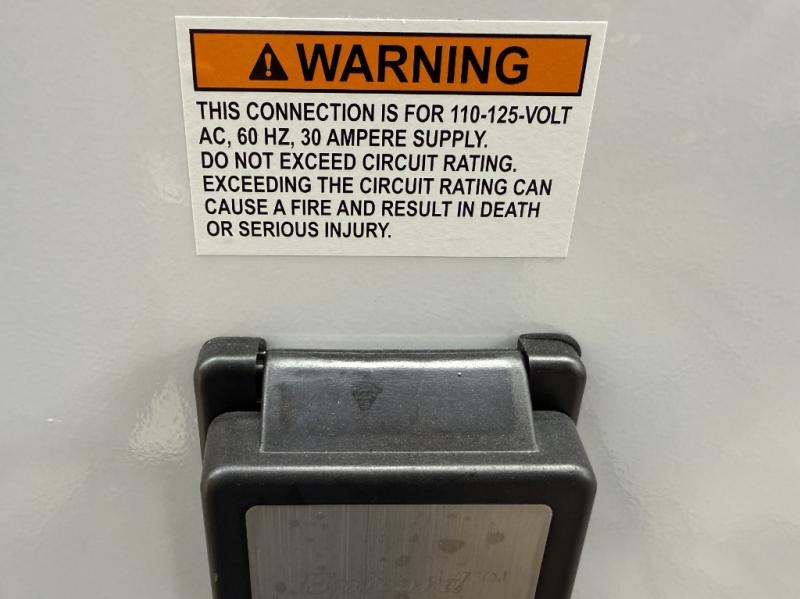 WARNING
THIS CONNECTION IS FOR 110-125-VOLT
AC, 60 HZ, 30 AMPERE SUPPLY.
DO NOT EXCEED CIRCUIT RATING.
EXCEEDING THE CIRCUIT RATING CAN
CAUSE A FIRE AND RESULT IN DEATH
OR SERIOUS INJURY.